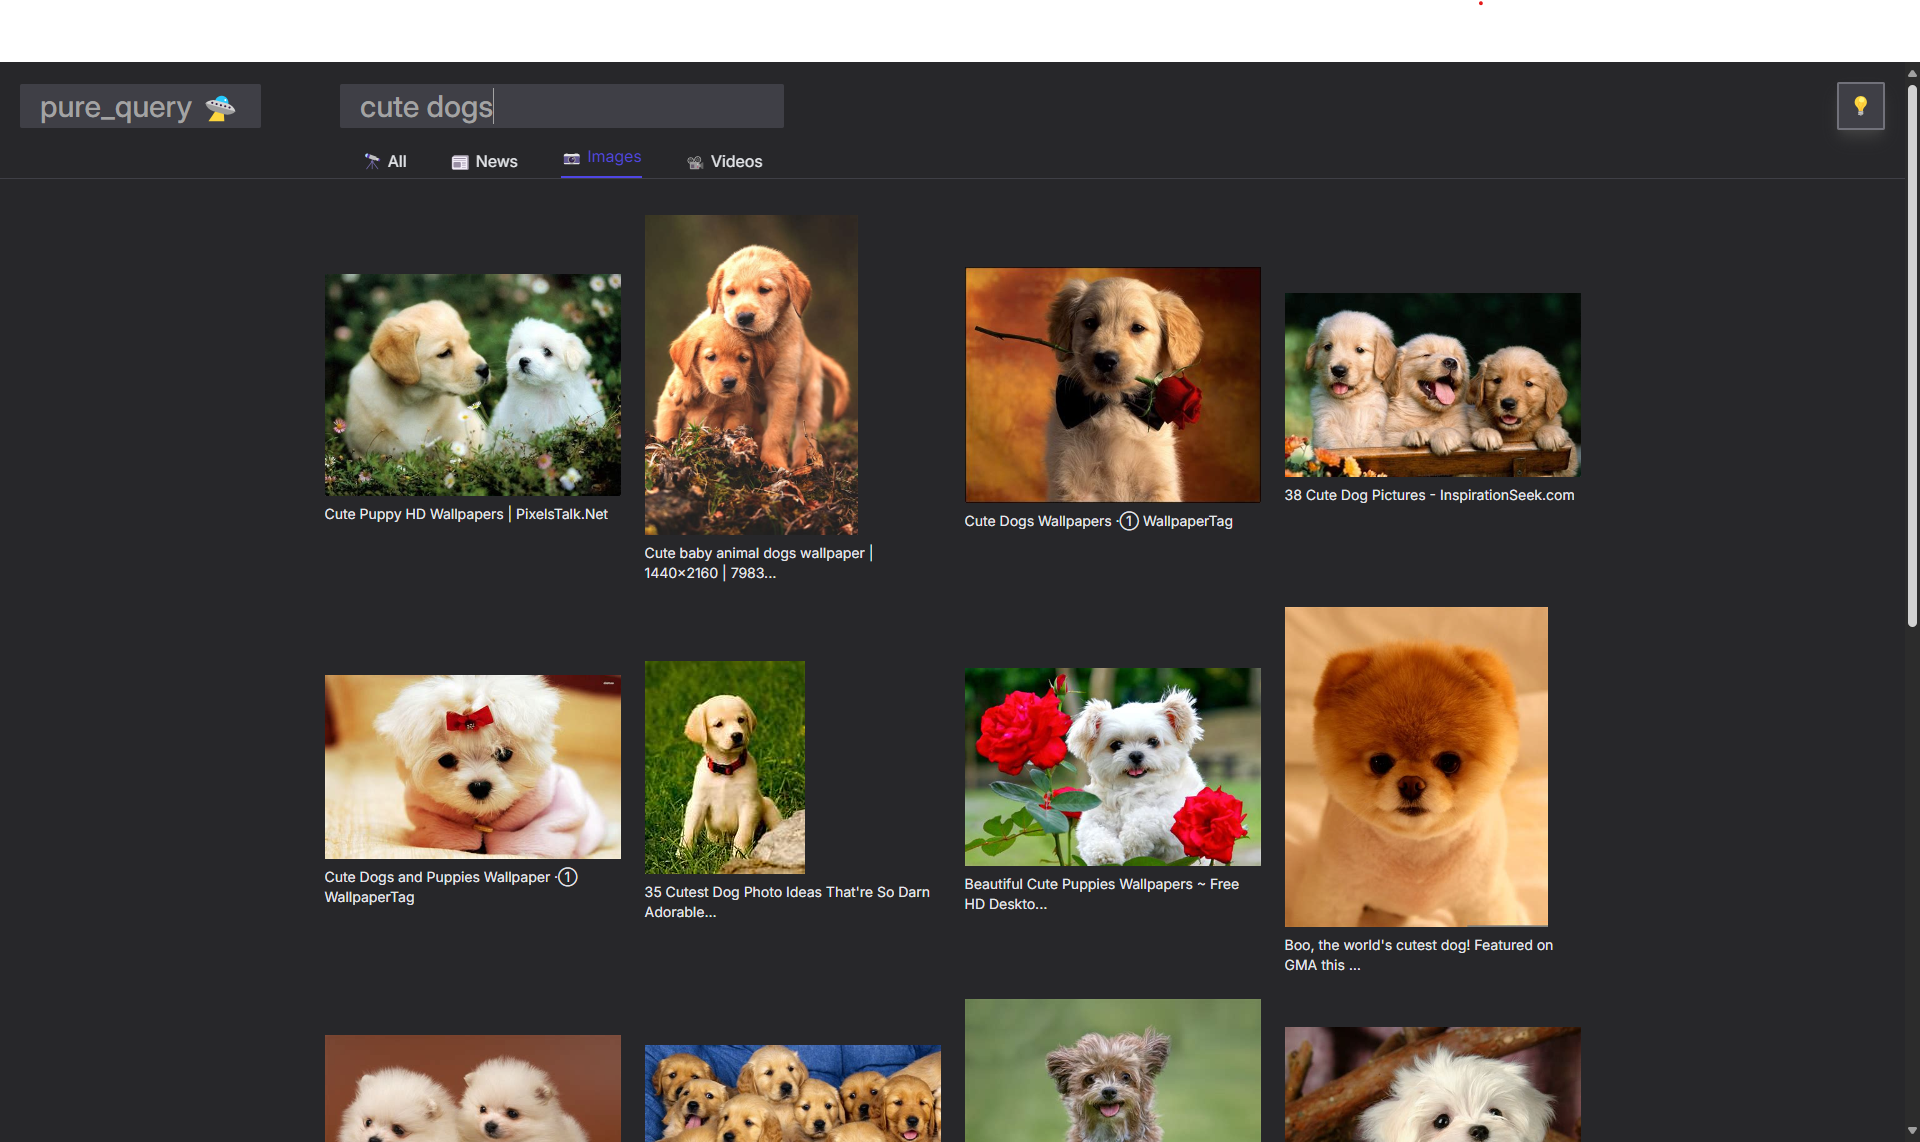 pure_query
cute dogs
All
News
Images
Videos
Cute Puppy HD Wallpapers | PixelsTalk.Net
Cute baby animal dogs wallpaper |
1440×2160 | 7983...
Cute Dogs Wallpapers ·① WallpaperTag
38 Cute Dog Pictures - InspirationSeek.com
Cute Dogs and Puppies Wallpaper ·①
WallpaperTag
35 Cutest Dog Photo Ideas That're So Darn
Adorable...
Beautiful Cute Puppies Wallpapers ~ Free
HD Deskto...
Boo, the world's cutest dog! Featured on
GMA this ...